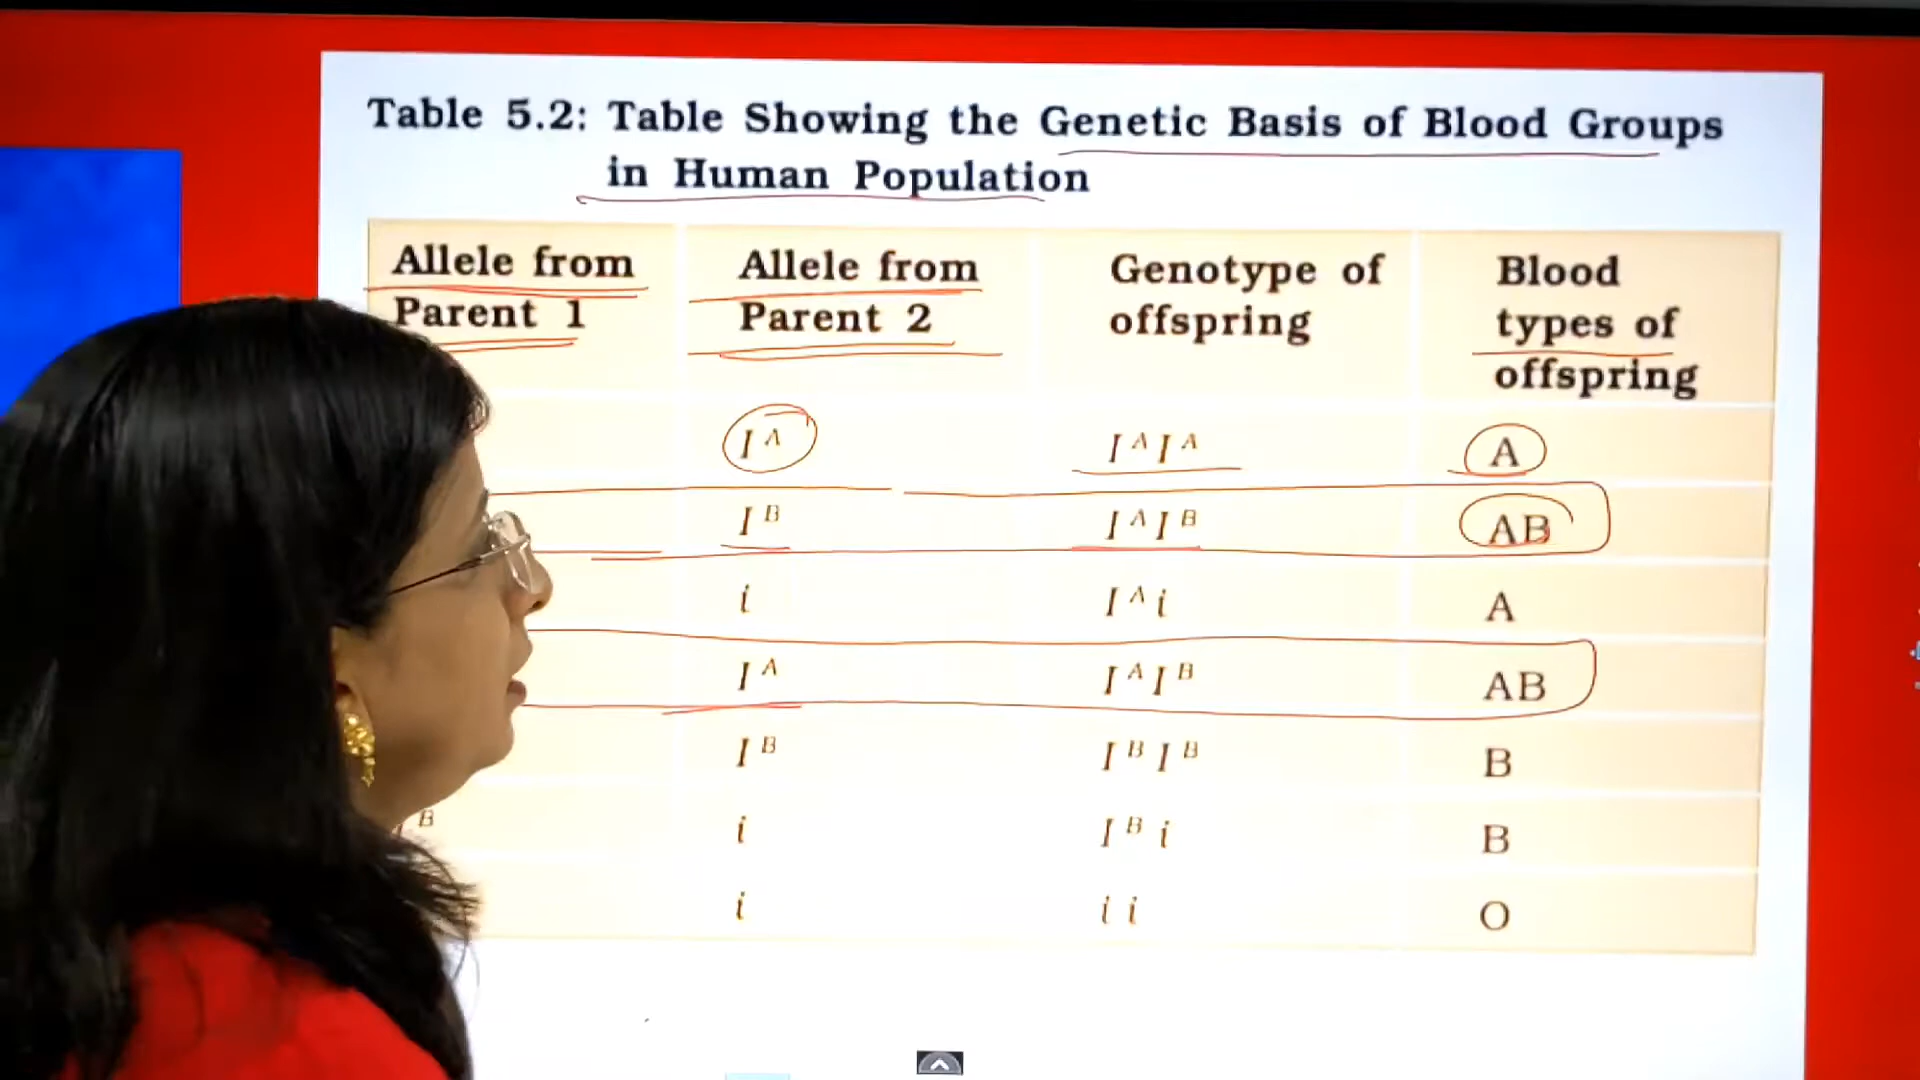 Table 5.2: Table Showing the Genetic Basis of Blood Groups
in Human Population
Allele from Parent 1
Allele from Parent 2
Genotype of offspring
Blood types of offspring
I^A I^A I^A A
I^B I^A I^B AB
i I^A i A
I^A I^A I^B AB
I^B I^B I^B B
B i I^B i B
i i i O